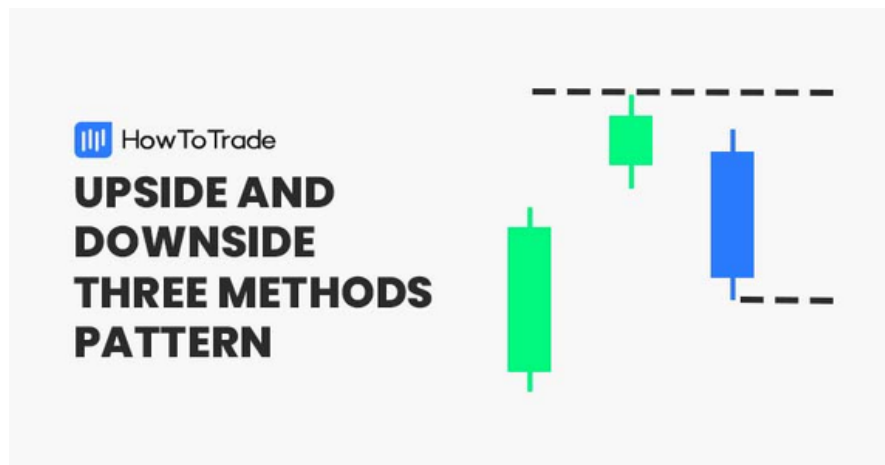 HowToTrade
UPSIDE AND
DOWNSIDE
THREE METHODS
PATTERN